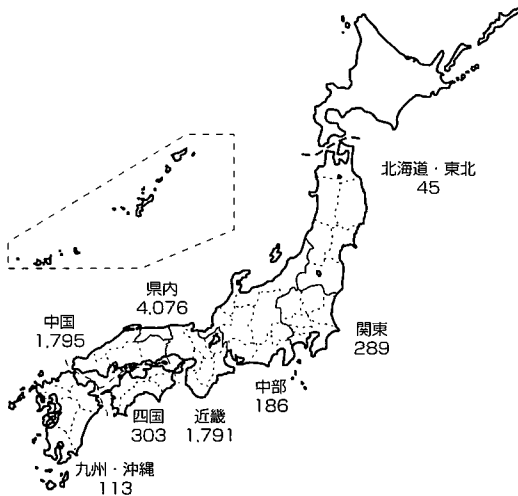 北海道・東北
45
県内
4,076
中国
1,795
関東
289
中部
186
四国
303
近畿
1,791
九州・沖縄
113